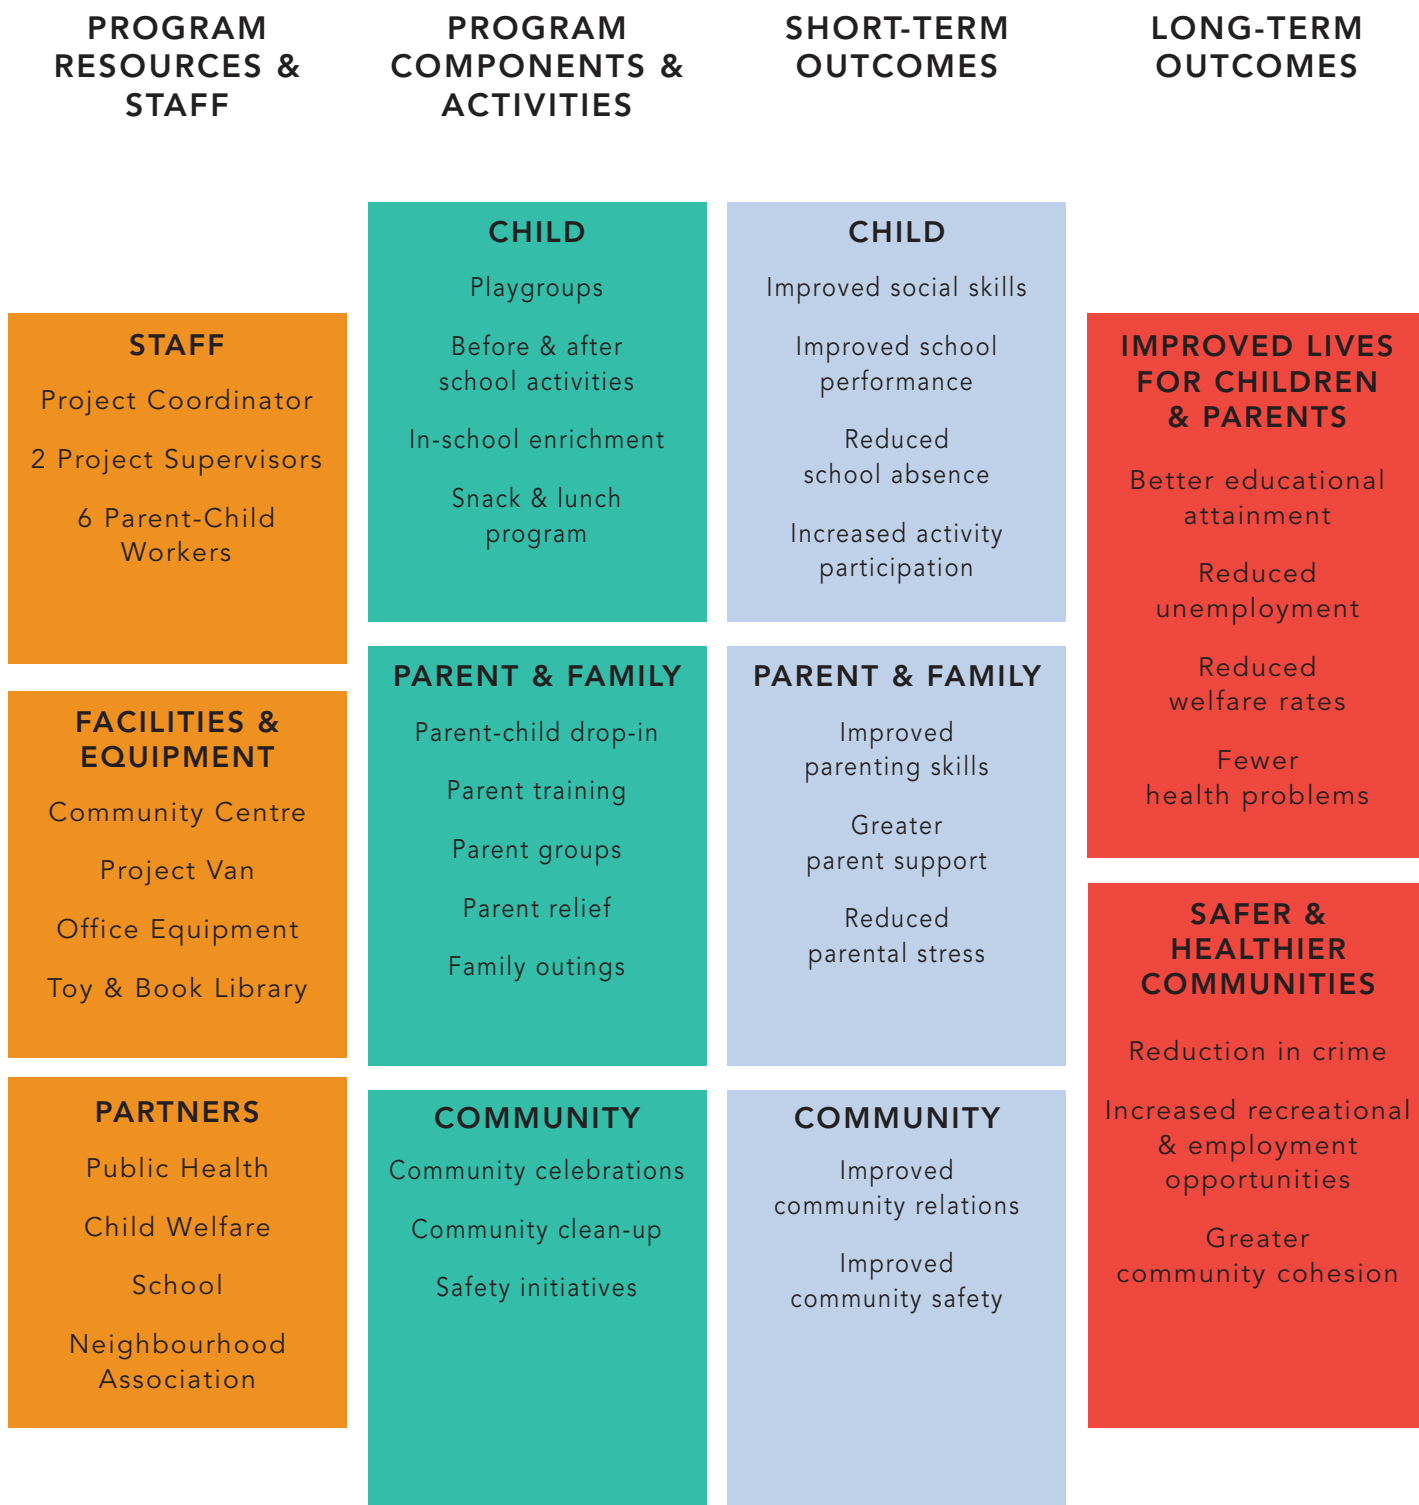 PROGRAM
RESOURCES &
STAFF
PROGRAM
COMPONENTS &
ACTIVITIES
SHORT-TERM
OUTCOMES
LONG-TERM
OUTCOMES
STAFF
Project Coordinator
2 Project Supervisors
6 Parent-Child
Workers
FACILITIES &
EQUIPMENT
Community Centre
Project Van
Office Equipment
Toy & Book Library
PARTNERS
Public Health
Child Welfare
School
Neighbourhood
Association
CHILD
Playgroups
Before & after
school activities
In-school enrichment
Snack & lunch
program
PARENT & FAMILY
Parent-child drop-in
Parent training
Parent groups
Parent relief
Family outings
COMMUNITY
Community celebrations
Community clean-up
Safety initiatives
CHILD
Improved social skills
Improved school
performance
Reduced
school absence
Increased activity
participation
PARENT & FAMILY
Improved
parenting skills
Greater
parent support
Reduced
parental stress
COMMUNITY
Improved
community relations
Improved
community safety
IMPROVED LIVES
FOR CHILDREN
& PARENTS
Better educational
attainment
Reduced
unemployment
Reduced
welfare rates
Fewer
health problems
SAFER &
HEALTHIER
COMMUNITIES
Reduction in crime
Increased recreational
& employment
opportunities
Greater
community cohesion